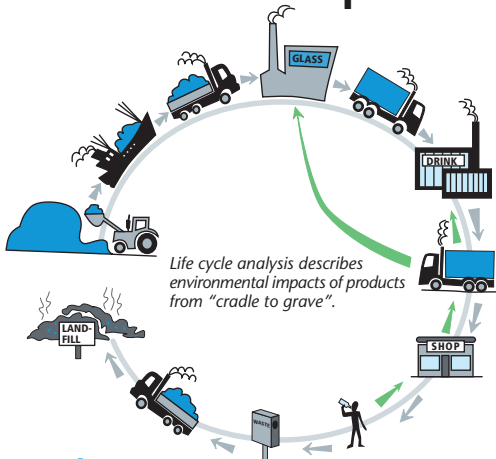 GLASS
DRINK
Life cycle analysis describes
environmental impacts of products
from “cradle to grave”.
LAND-
FILL
SHOP
WASTE